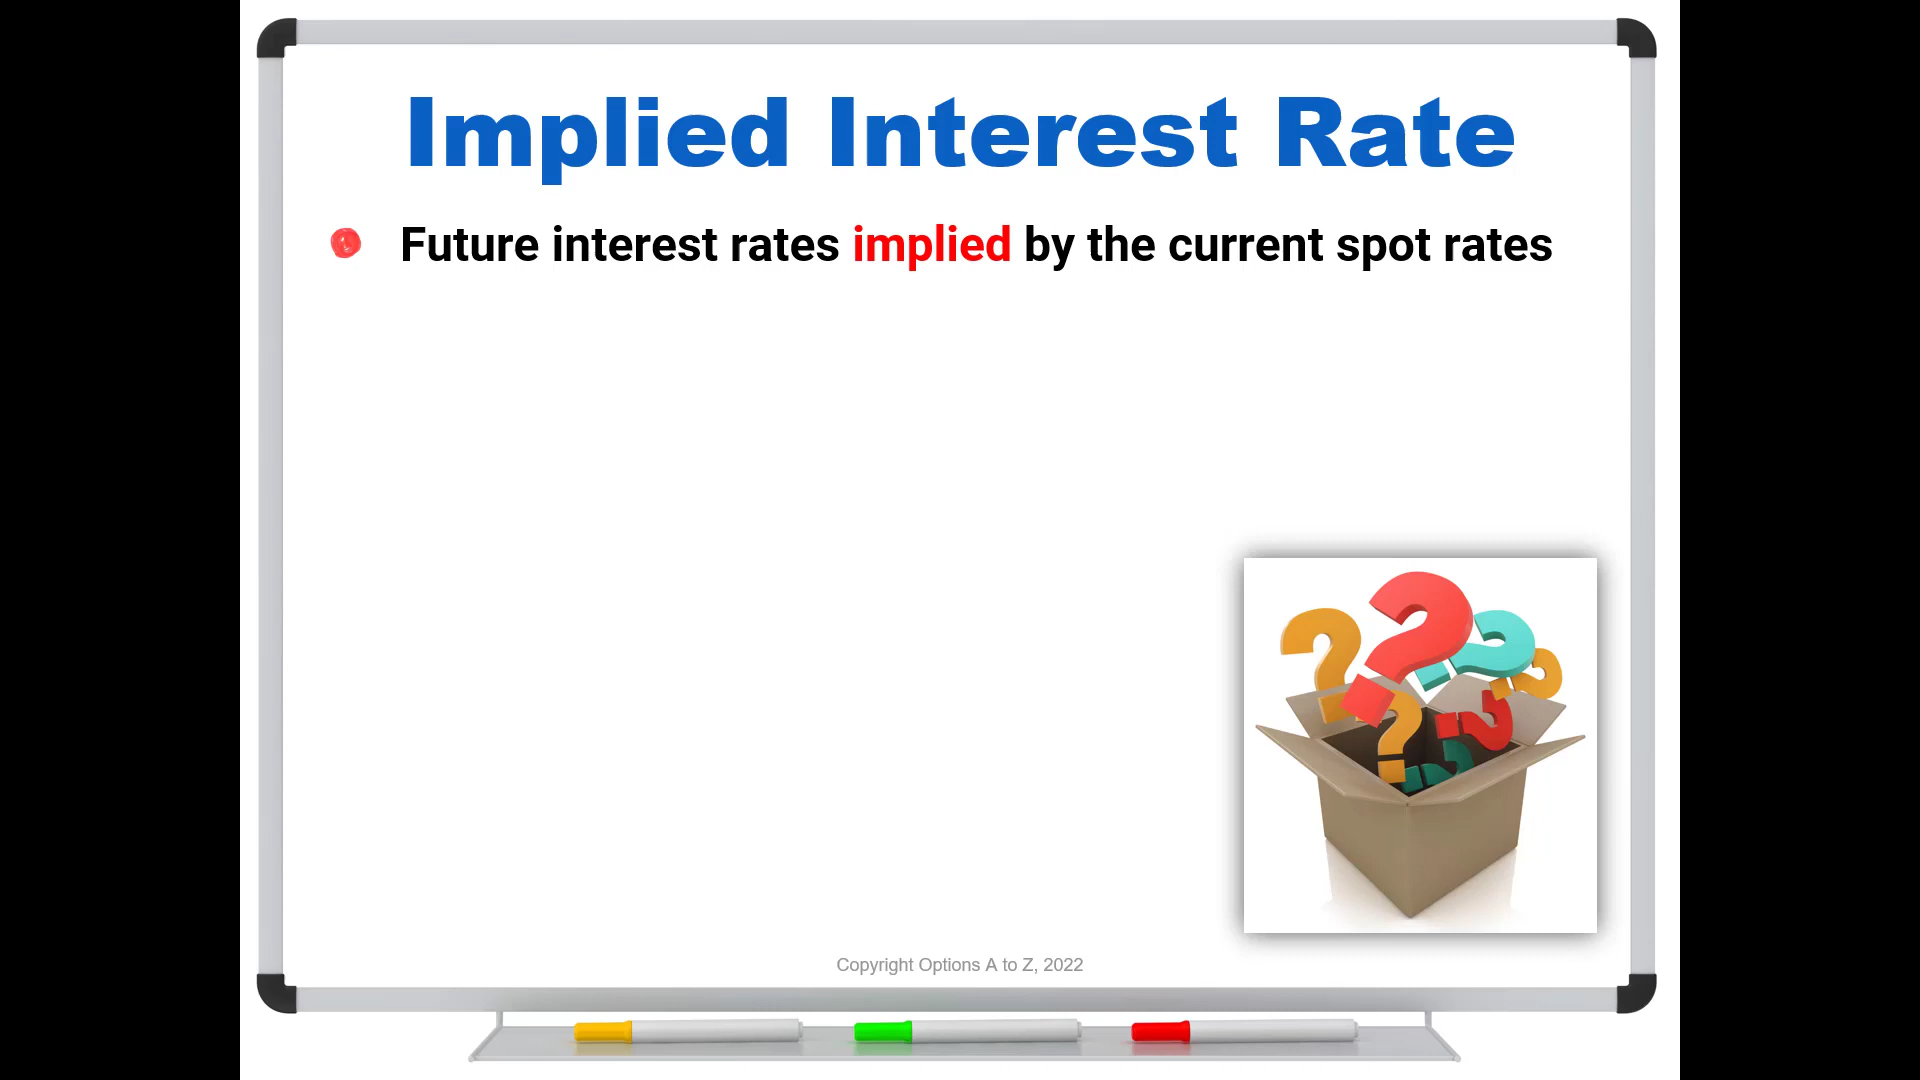 Implied Interest Rate
Future interest rates implied by the current spot rates
Copyright Options A to Z, 2022